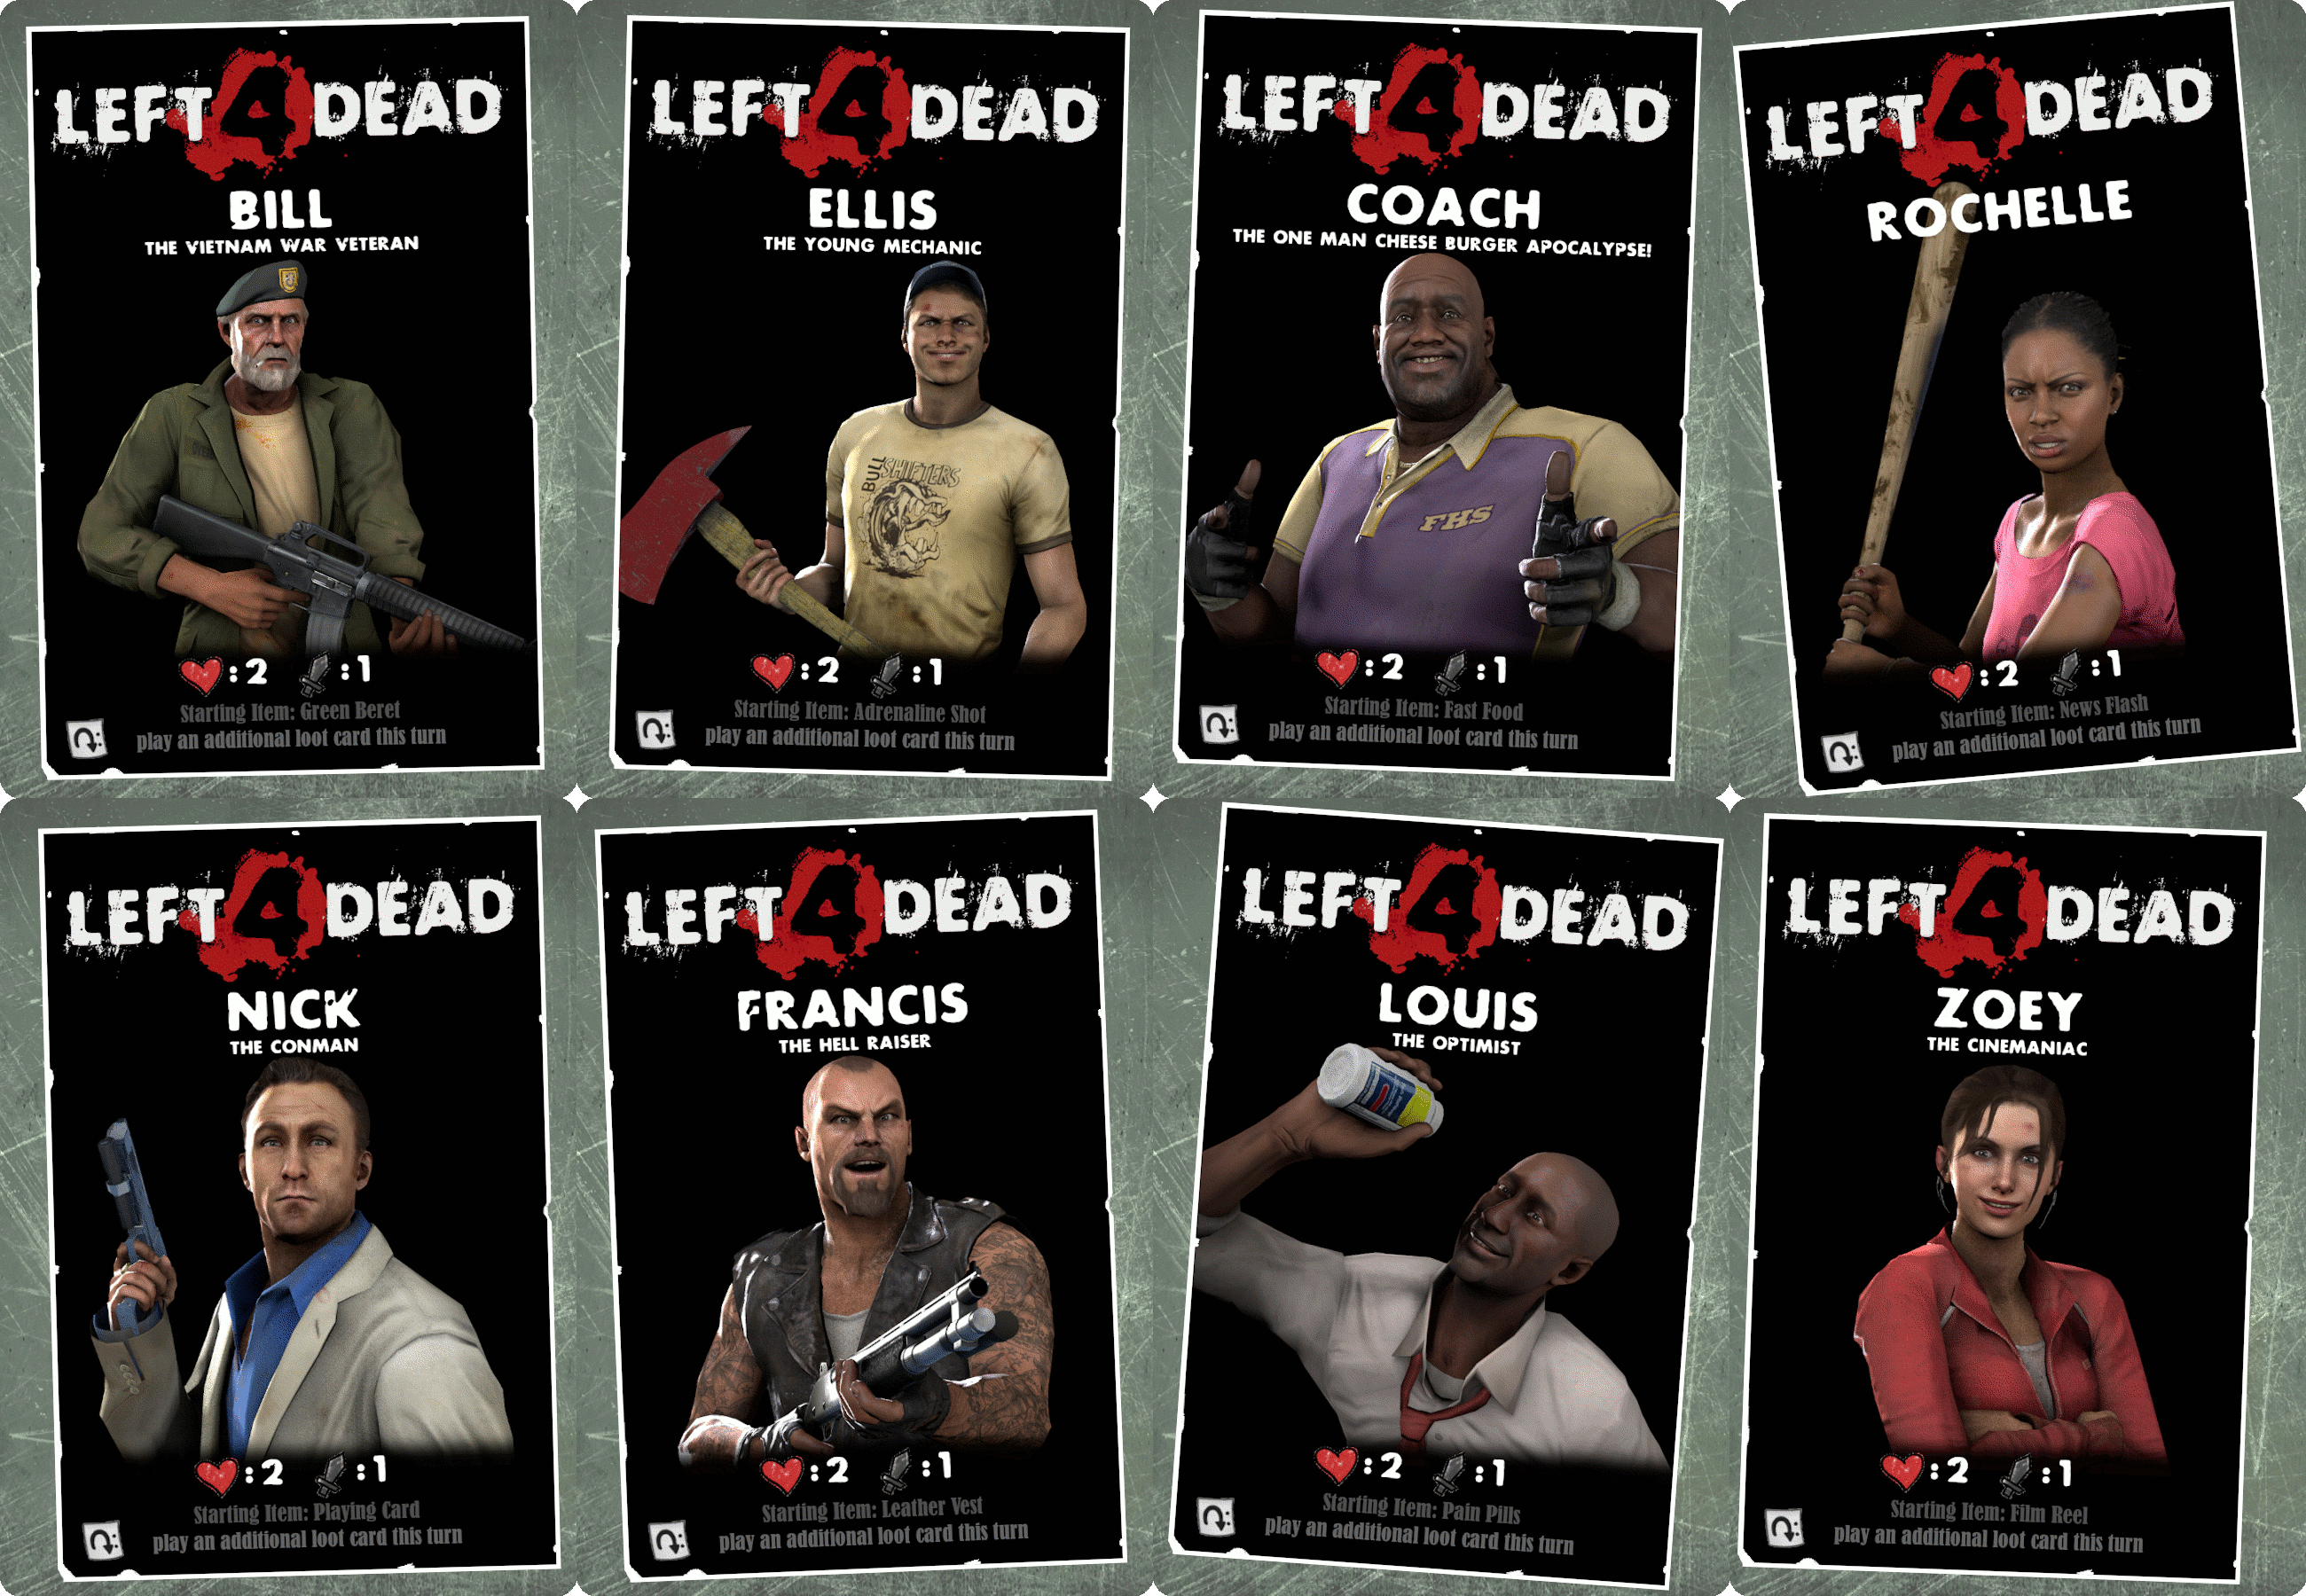 LEFT 4 DEAD
BILL
THE VIETNAM WAR VETERAN
:2 :1
Starting Item: Green Beret
play an additional loot card this turn
LEFT 4 DEAD
ELLIS
THE YOUNG MECHANIC
BULL SHIFTERS
:2 :1
Starting Item: Adrenaline Shot
play an additional loot card this turn
LEFT 4 DEAD
COACH
THE ONE MAN CHEESE BURGER APOCALYPSE!
FHS
:2 :1
Starting Item: Fast Food
play an additional loot card this turn
LEFT 4 DEAD
ROCHELLE
:2 :1
Starting Item: News Flash
play an additional loot card this turn
LEFT 4 DEAD
NICK
THE CONMAN
:2 :1
Starting Item: Playing Card
play an additional loot card this turn
LEFT 4 DEAD
FRANCIS
THE HELL RAISER
:2 :1
Starting Item: Leather Vest
play an additional loot card this turn
LEFT 4 DEAD
LOUIS
THE OPTIMIST
:2 :1
Starting Item: Pain Pills
play an additional loot card this turn
LEFT 4 DEAD
ZOEY
THE CINEMANIAC
:2 :1
Starting Item: Film Reel
play an additional loot card this turn